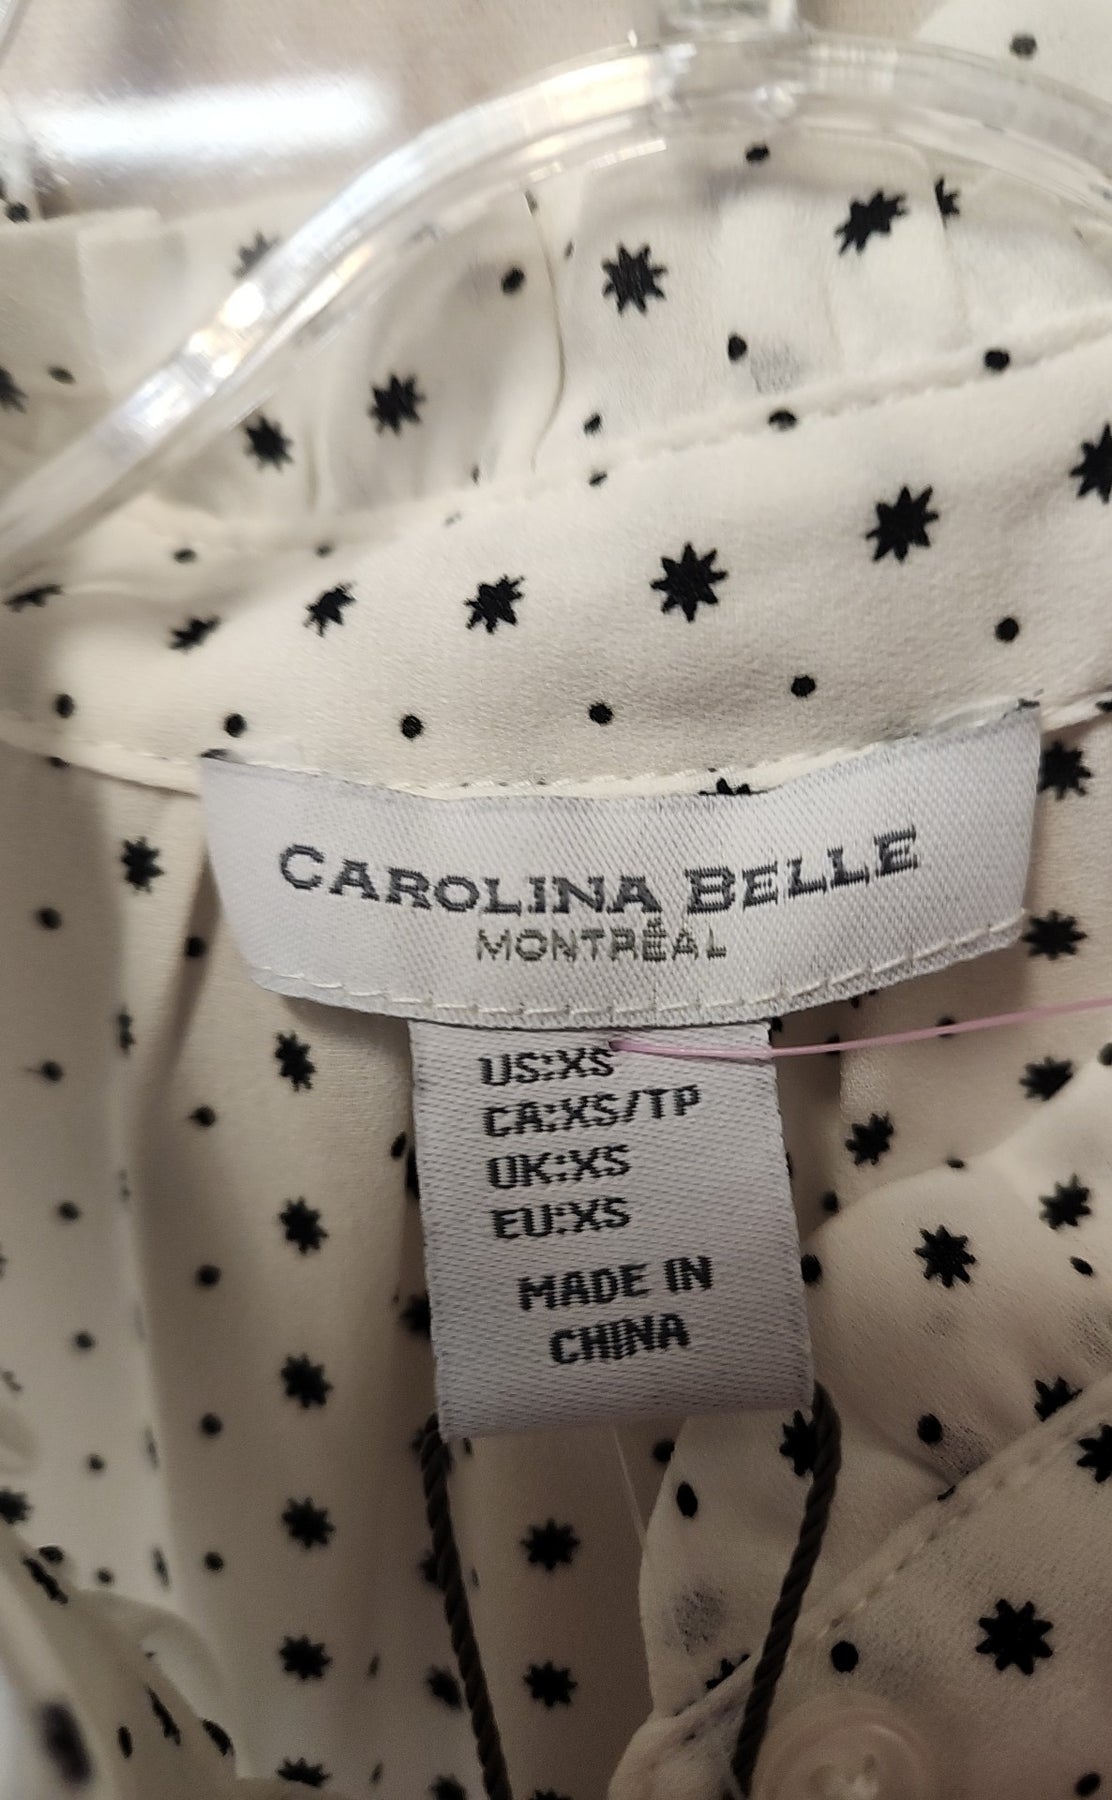 CAROLINA BELLE
MONTRÉAL
US:XS
CA:XS/TP
UK:XS
EU:XS
MADE IN
CHINA